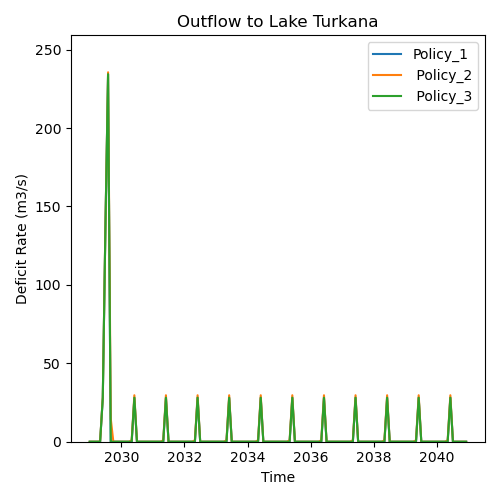 Outflow to Lake Turkana
Policy_1
Policy_2
Policy_3
Deficit Rate (m3/s)
250
200
150
100
50
0
2030 2032 2034 2036 2038 2040
Time